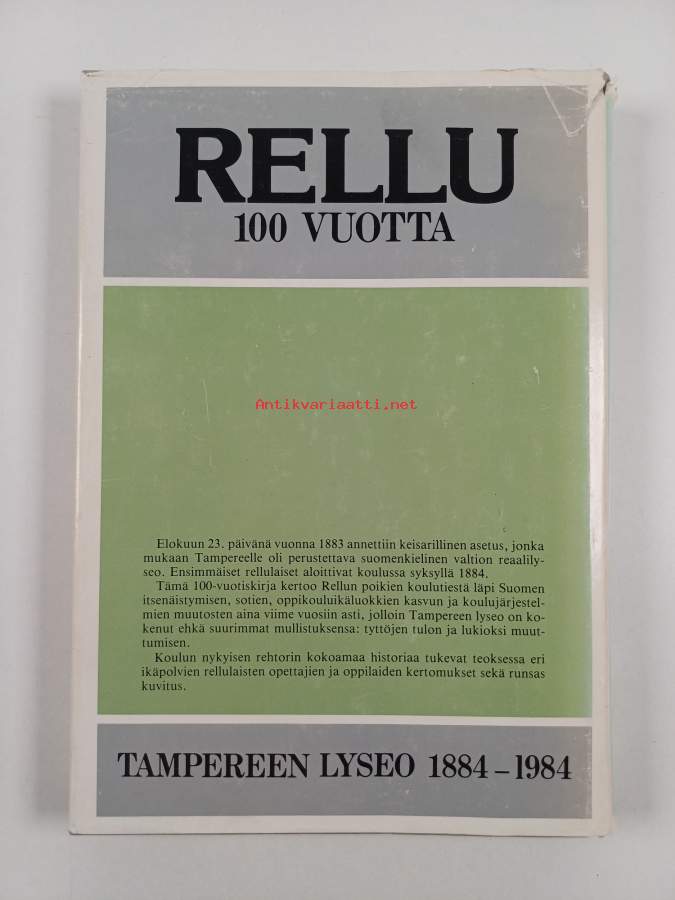 RELLU
100 VUOTTA
Antikvariaatti.net
Elokuun 23. päivänä vuonna 1883 annettiin keisarillinen asetus, jonka
mukaan Tampereelle oli perustettava suomenkielinen valtion reaalily-
seo. Ensimmäiset rellulaiset aloittivat koulussa syksyllä 1884.
Tämä 100-vuotiskirja kertoo Rellun poikien koulutiestä läpi Suomen
itsenäistymisen, sotien, oppikouluikäluokkien kasvun ja koulujärjestel-
mien muutosten aina viime vuosiin asti, jolloin Tampereen lyseo on ko-
kenut ehkä suurimmat mullistuksensa: tyttöjen tulon ja lukioksi muut-
tumisen.
Koulun nykyisen rehtorin kokoamaa historiaa tukevat teoksessa eri
ikäpolvien rellulaisten opettajien ja oppilaiden kertomukset sekä runsas
kuvitus.
TAMPEREEN LYSEO 1884–1984